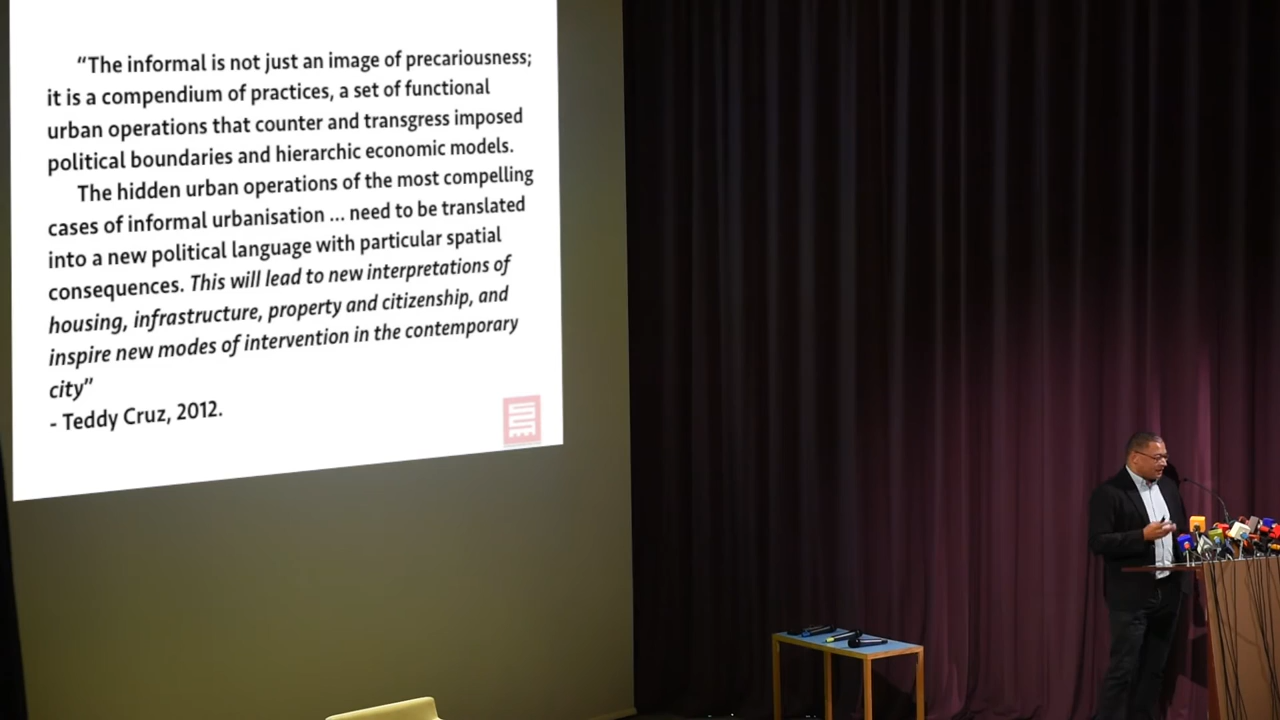 “The informal is not just an image of precariousness;
it is a compendium of practices, a set of functional
urban operations that counter and transgress imposed
political boundaries and hierarchic economic models.
The hidden urban operations of the most compelling
cases of informal urbanisation ... need to be translated
into a new political language with particular spatial
consequences. This will lead to new interpretations of
housing, infrastructure, property and citizenship, and
inspire new modes of intervention in the contemporary
city”
- Teddy Cruz, 2012.